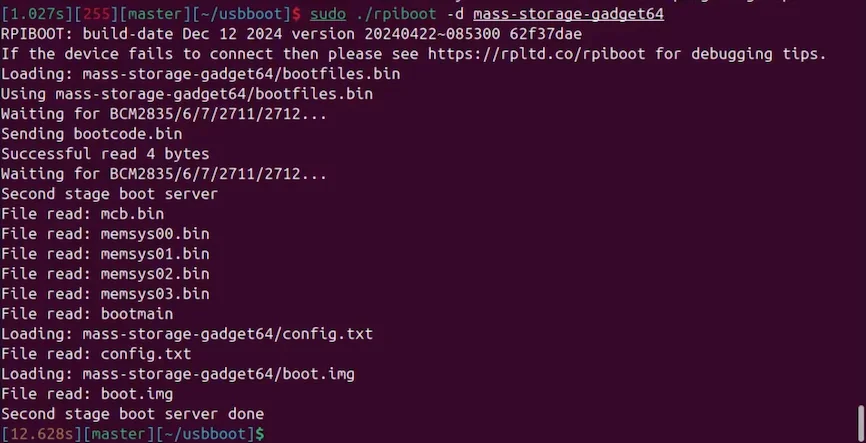 [1.027s][255][master][~/usbboot]$ sudo ./rpiboot -d mass-storage-gadget64
RPIBOOT: build-date Dec 12 2024 version 20240422~085300 62f37dae
If the device fails to connect then please see https://rpltd.co/rpiboot for debugging tips.
Loading: mass-storage-gadget64/bootfiles.bin
Using mass-storage-gadget64/bootfiles.bin
Waiting for BCM2835/6/7/2711/2712...
Sending bootcode.bin
Successful read 4 bytes
Waiting for BCM2835/6/7/2711/2712...
Second stage boot server
File read: mcb.bin
File read: memsys00.bin
File read: memsys01.bin
File read: memsys02.bin
File read: memsys03.bin
File read: bootmain
Loading: mass-storage-gadget64/config.txt
File read: config.txt
Loading: mass-storage-gadget64/boot.img
File read: boot.img
Second stage boot server done
[12.628s][master][~/usbboot]$